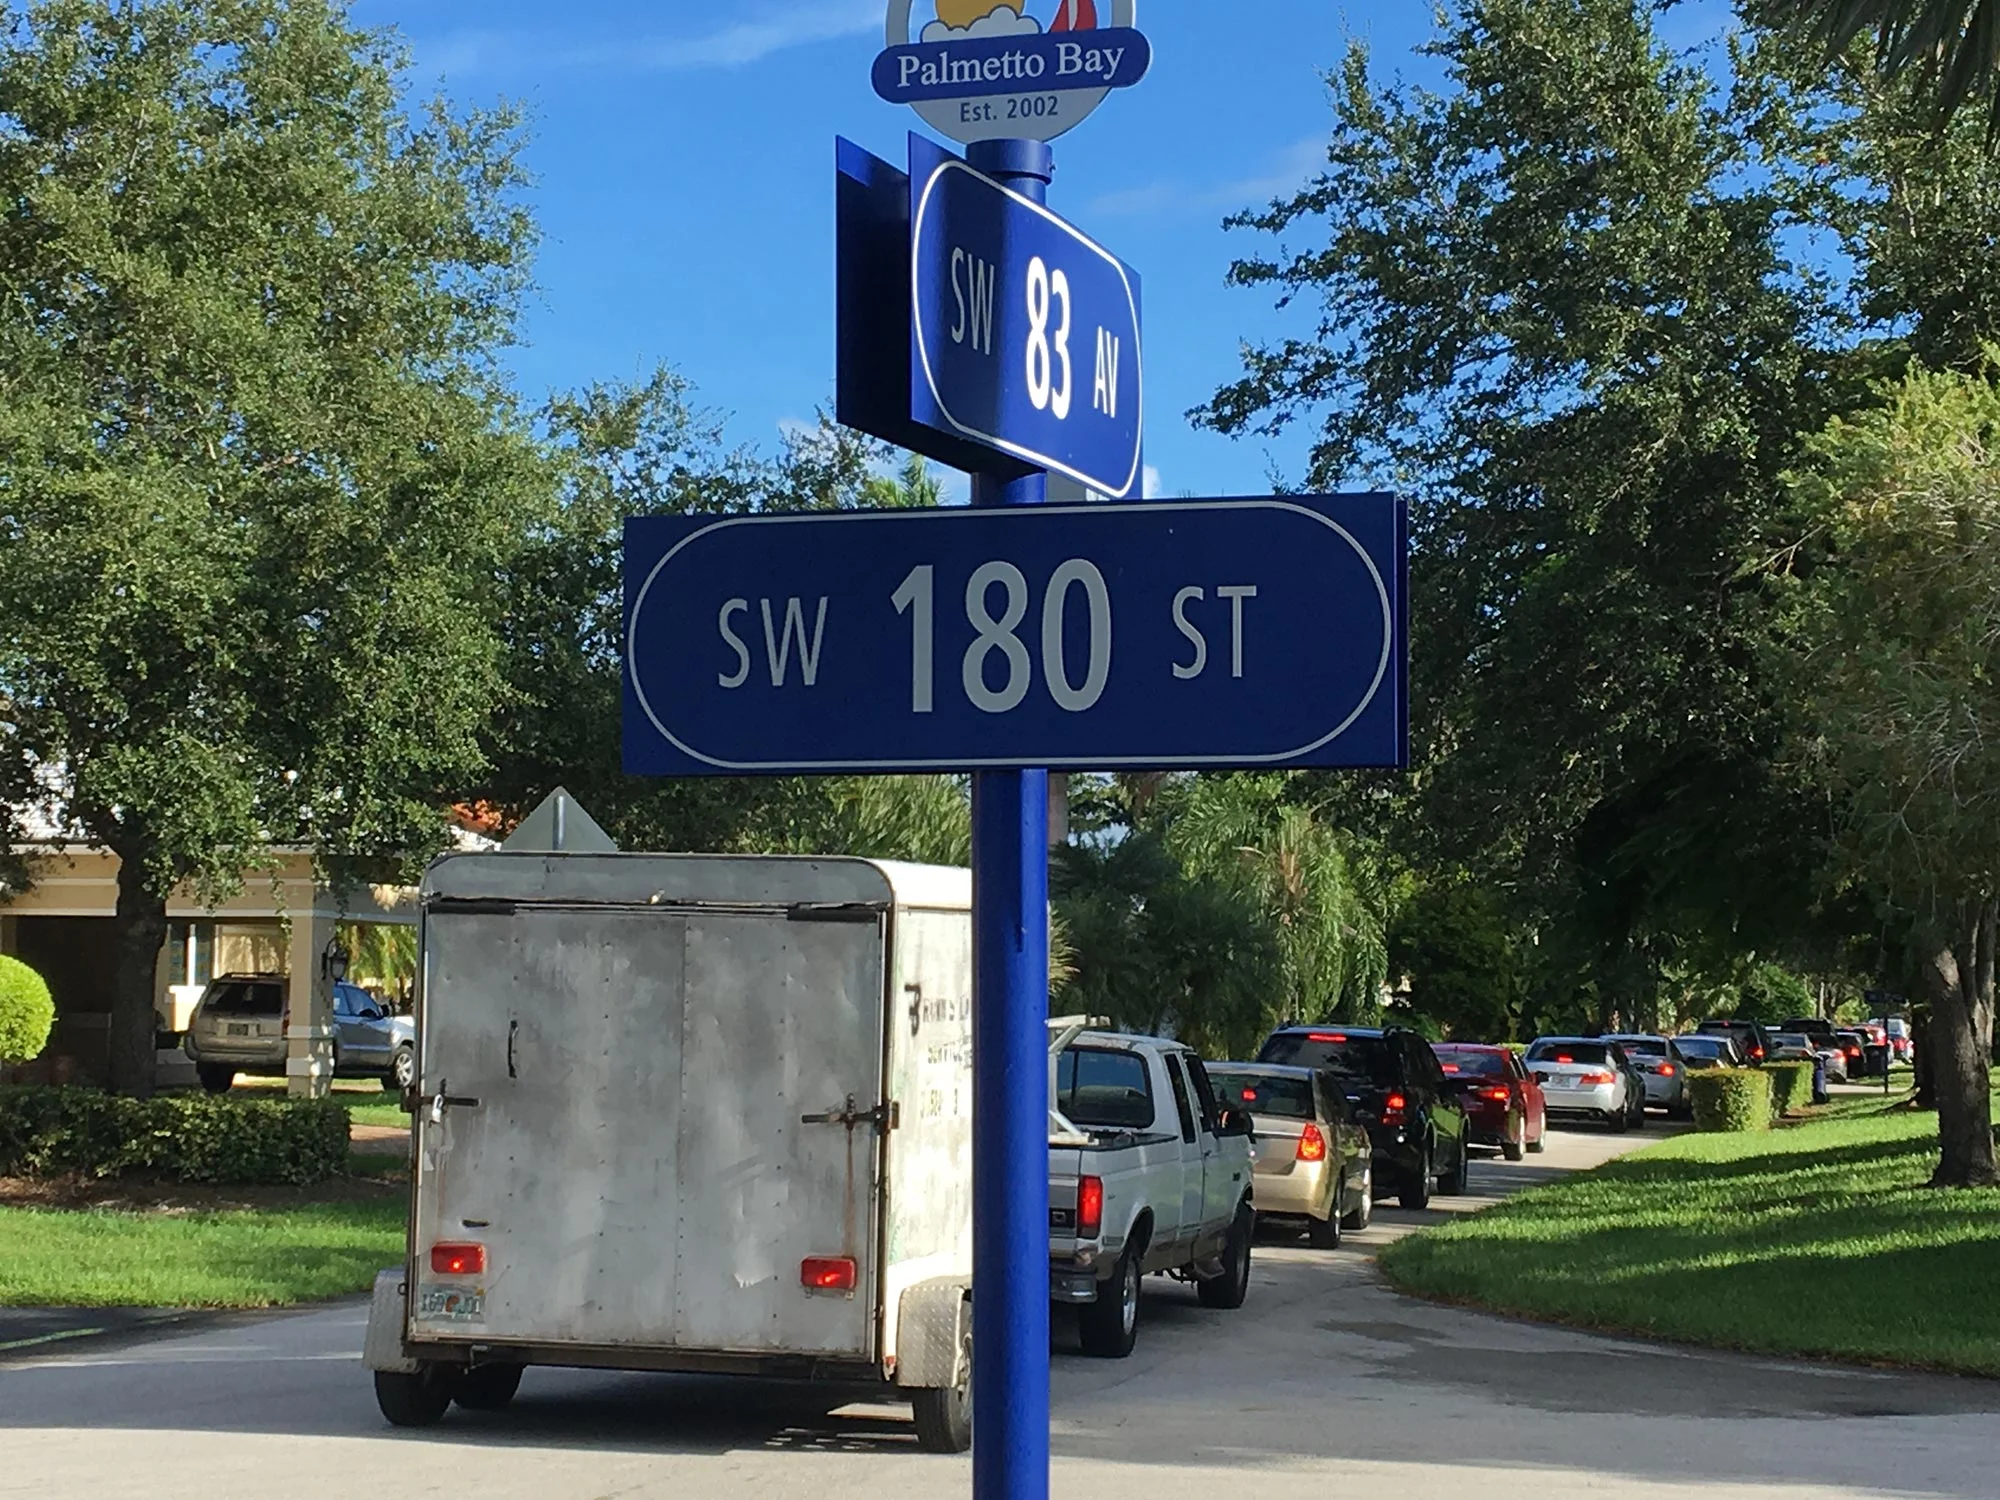 Palmetto Bay
Est. 2002
SW 83 AV
SW 180 ST